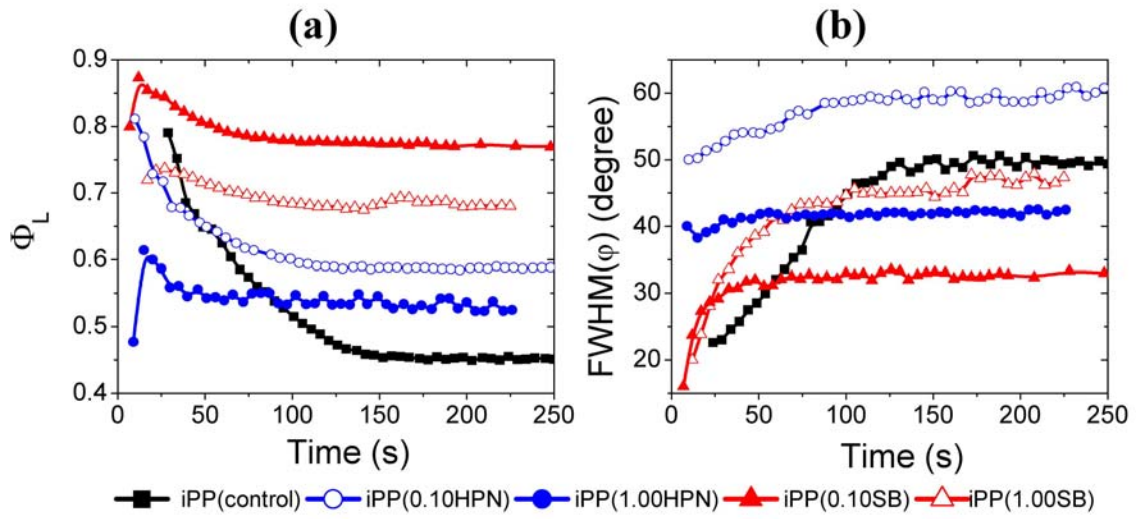 (a)
(b)
0.9
0.8
0.7
0.6
0.5
0.4
Φ_L
0 50 100 150 200 250
Time (s)
60
50
40
30
20
FWHM(φ) (degree)
0 50 100 150 200 250
Time (s)
iPP(control) iPP(0.10HPN) iPP(1.00HPN) iPP(0.10SB) iPP(1.00SB)